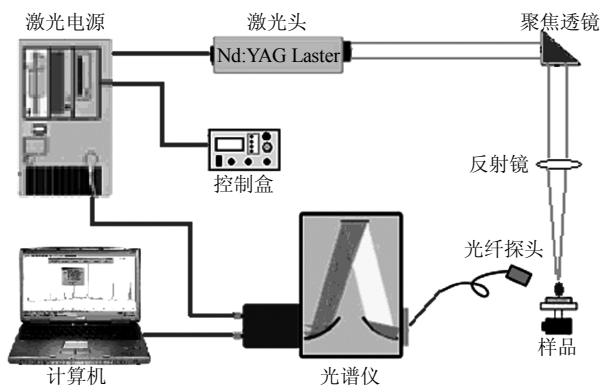 激光电源
激光头
聚焦透镜
Nd:YAG Laster
控制盒
反射镜
光纤探头
样品
计算机
光谱仪